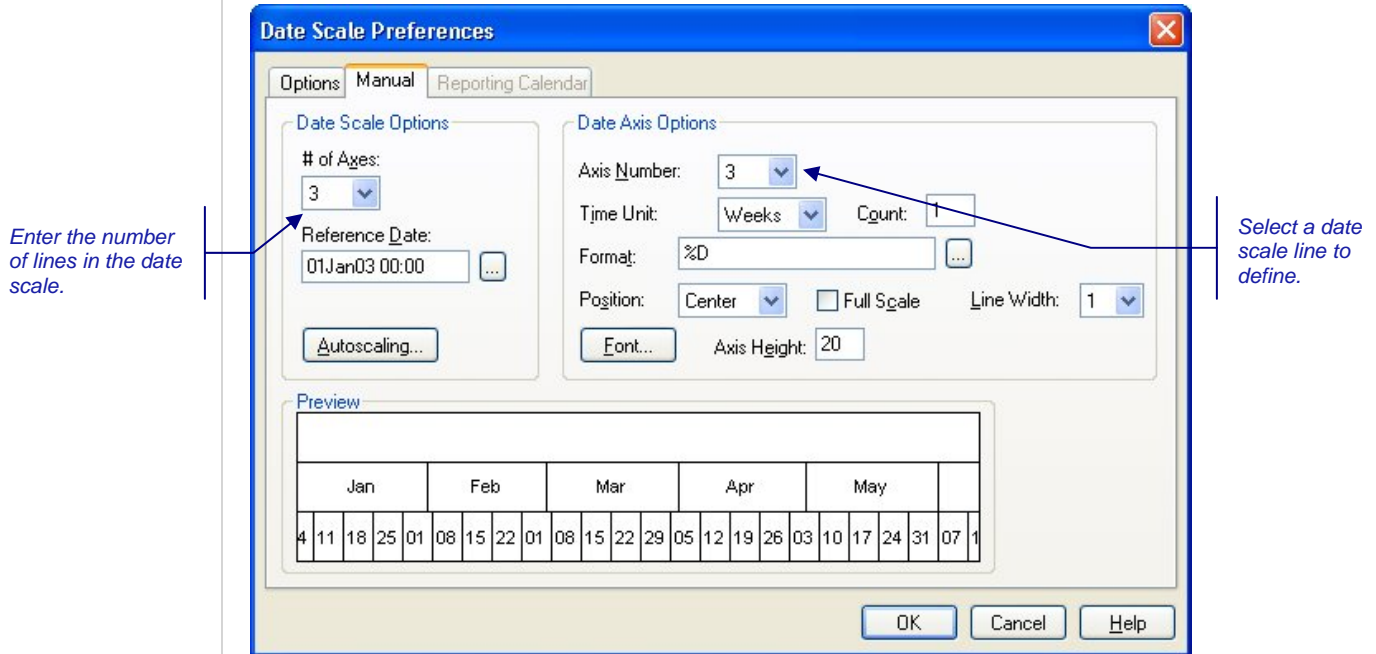 Date Scale Preferences
Options Manual Reporting Calendar
Date Scale Options
# of Axes:
3
Reference Date:
01Jan03 00:00 ...
Autoscaling...
Date Axis Options
Axis Number: 3
Time Unit: Weeks Count: 1
Format: %D ...
Position: Center Full Scale Line Width: 1
Font... Axis Height: 20
Enter the number
of lines in the date
scale.
Select a date
scale line to
define.
Preview
Jan Feb Mar Apr May
4 11 18 25 01 08 15 22 01 08 15 22 29 05 12 19 26 03 10 17 24 31 07 1
OK Cancel Help